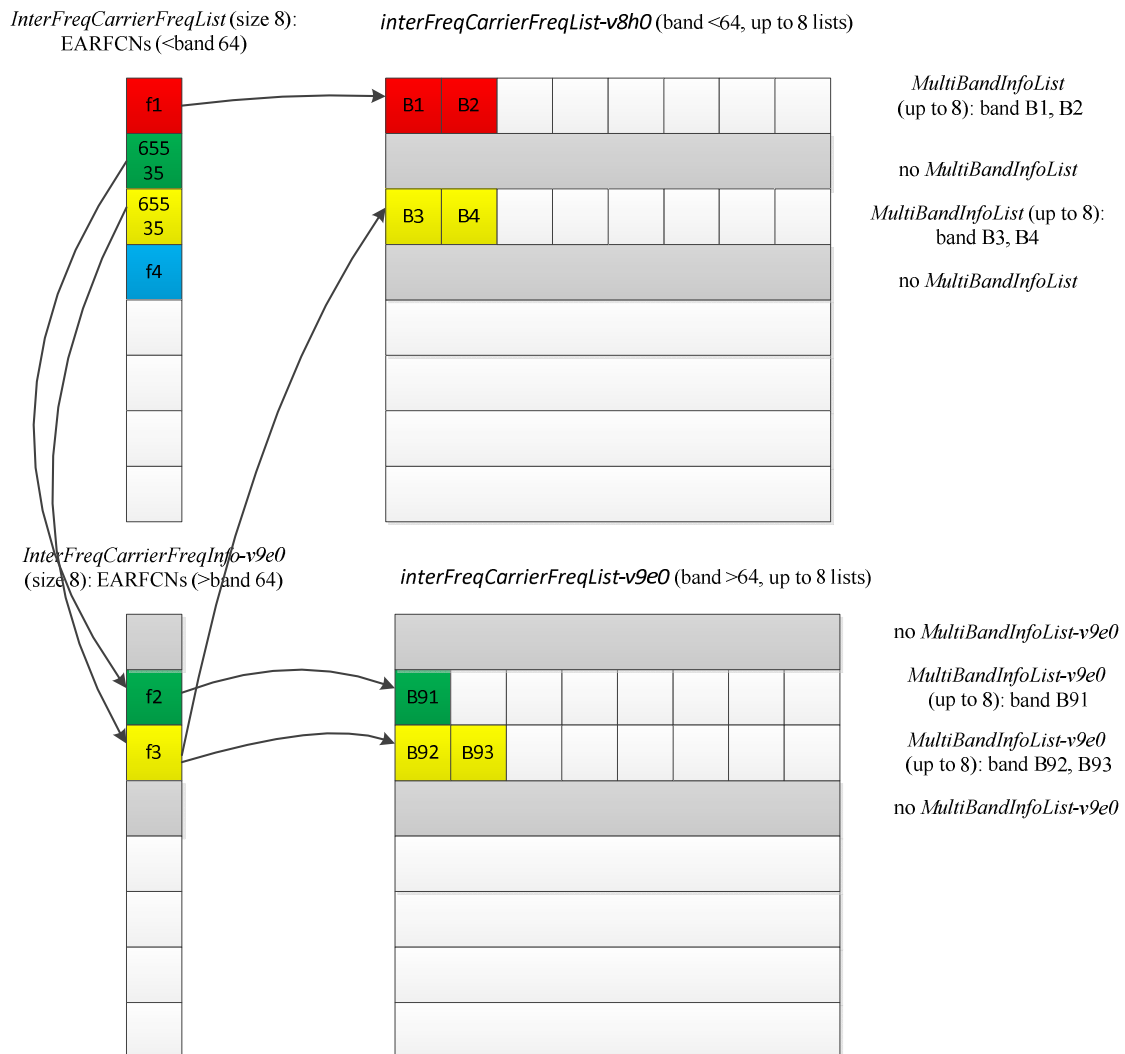 InterFreqCarrierFreqList (size 8):
EARFCNs (<band 64)
interFreqCarrierFreqList-v8h0 (band <64, up to 8 lists)
f1
B1
B2
MultiBandInfoList
(up to 8): band B1, B2
655
35
no MultiBandInfoList
655
35
B3
B4
MultiBandInfoList (up to 8):
band B3, B4
f4
no MultiBandInfoList
InterFreqCarrierFreqInfo-v9e0
(size 8): EARFCNs (>band 64)
interFreqCarrierFreqList-v9e0 (band >64, up to 8 lists)
no MultiBandInfoList-v9e0
f2
B91
MultiBandInfoList-v9e0
(up to 8): band B91
f3
B92
B93
MultiBandInfoList-v9e0
(up to 8): band B92, B93
no MultiBandInfoList-v9e0